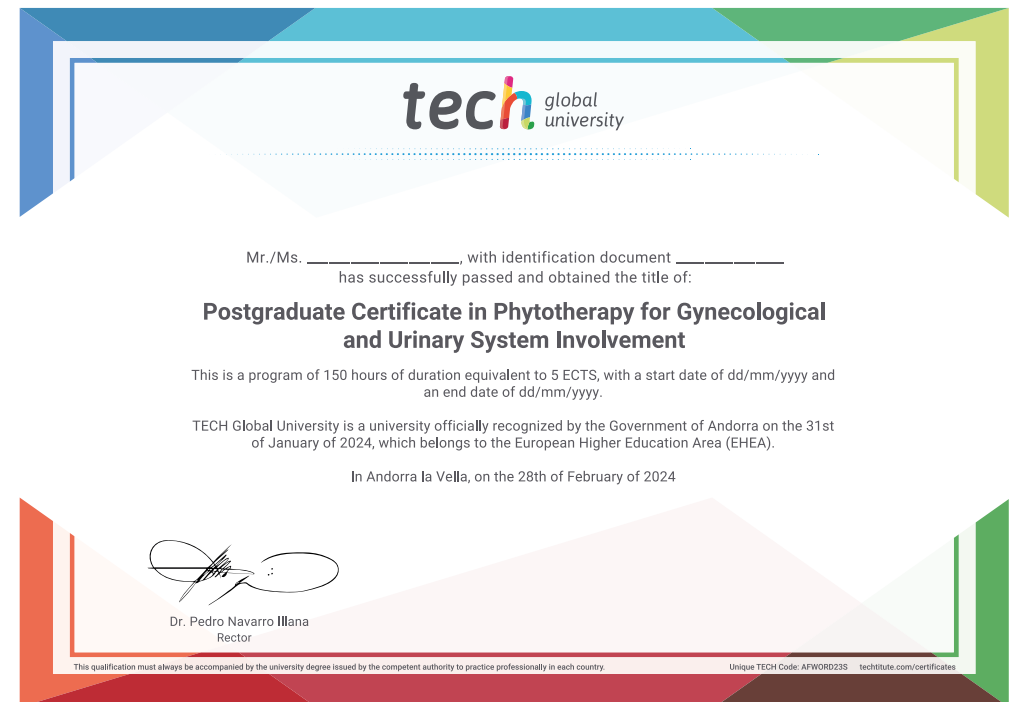 tech global
university
Mr./Ms. _________________, with identification document ____________
has successfully passed and obtained the title of:
Postgraduate Certificate in Phytotherapy for Gynecological
and Urinary System Involvement
This is a program of 150 hours of duration equivalent to 5 ECTS, with a start date of dd/mm/yyyy and
an end date of dd/mm/yyyy.
TECH Global University is a university officially recognized by the Government of Andorra on the 31st
of January of 2024, which belongs to the European Higher Education Area (EHEA).
In Andorra la Vella, on the 28th of February of 2024
Dr. Pedro Navarro Illana
Rector
This qualification must always be accompanied by the university degree issued by the competent authority to practice professionally in each country.
Unique TECH Code: AFWORD23S techtitute.com/certificates